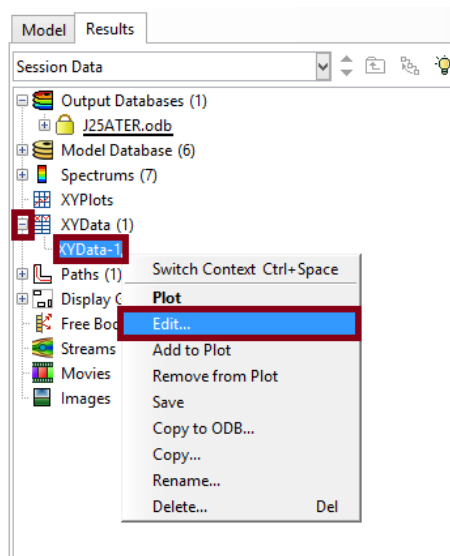 Model Results
Session Data
Output Databases (1)
J25ATER.odb
Model Database (6)
Spectrums (7)
XYPlots
XYData (1)
XYData-1
Paths (1)
Display G
Free Bod
Streams
Movies
Images
Switch Context Ctrl+Space
Plot
Edit...
Add to Plot
Remove from Plot
Save
Copy to ODB...
Copy...
Rename...
Delete... Del